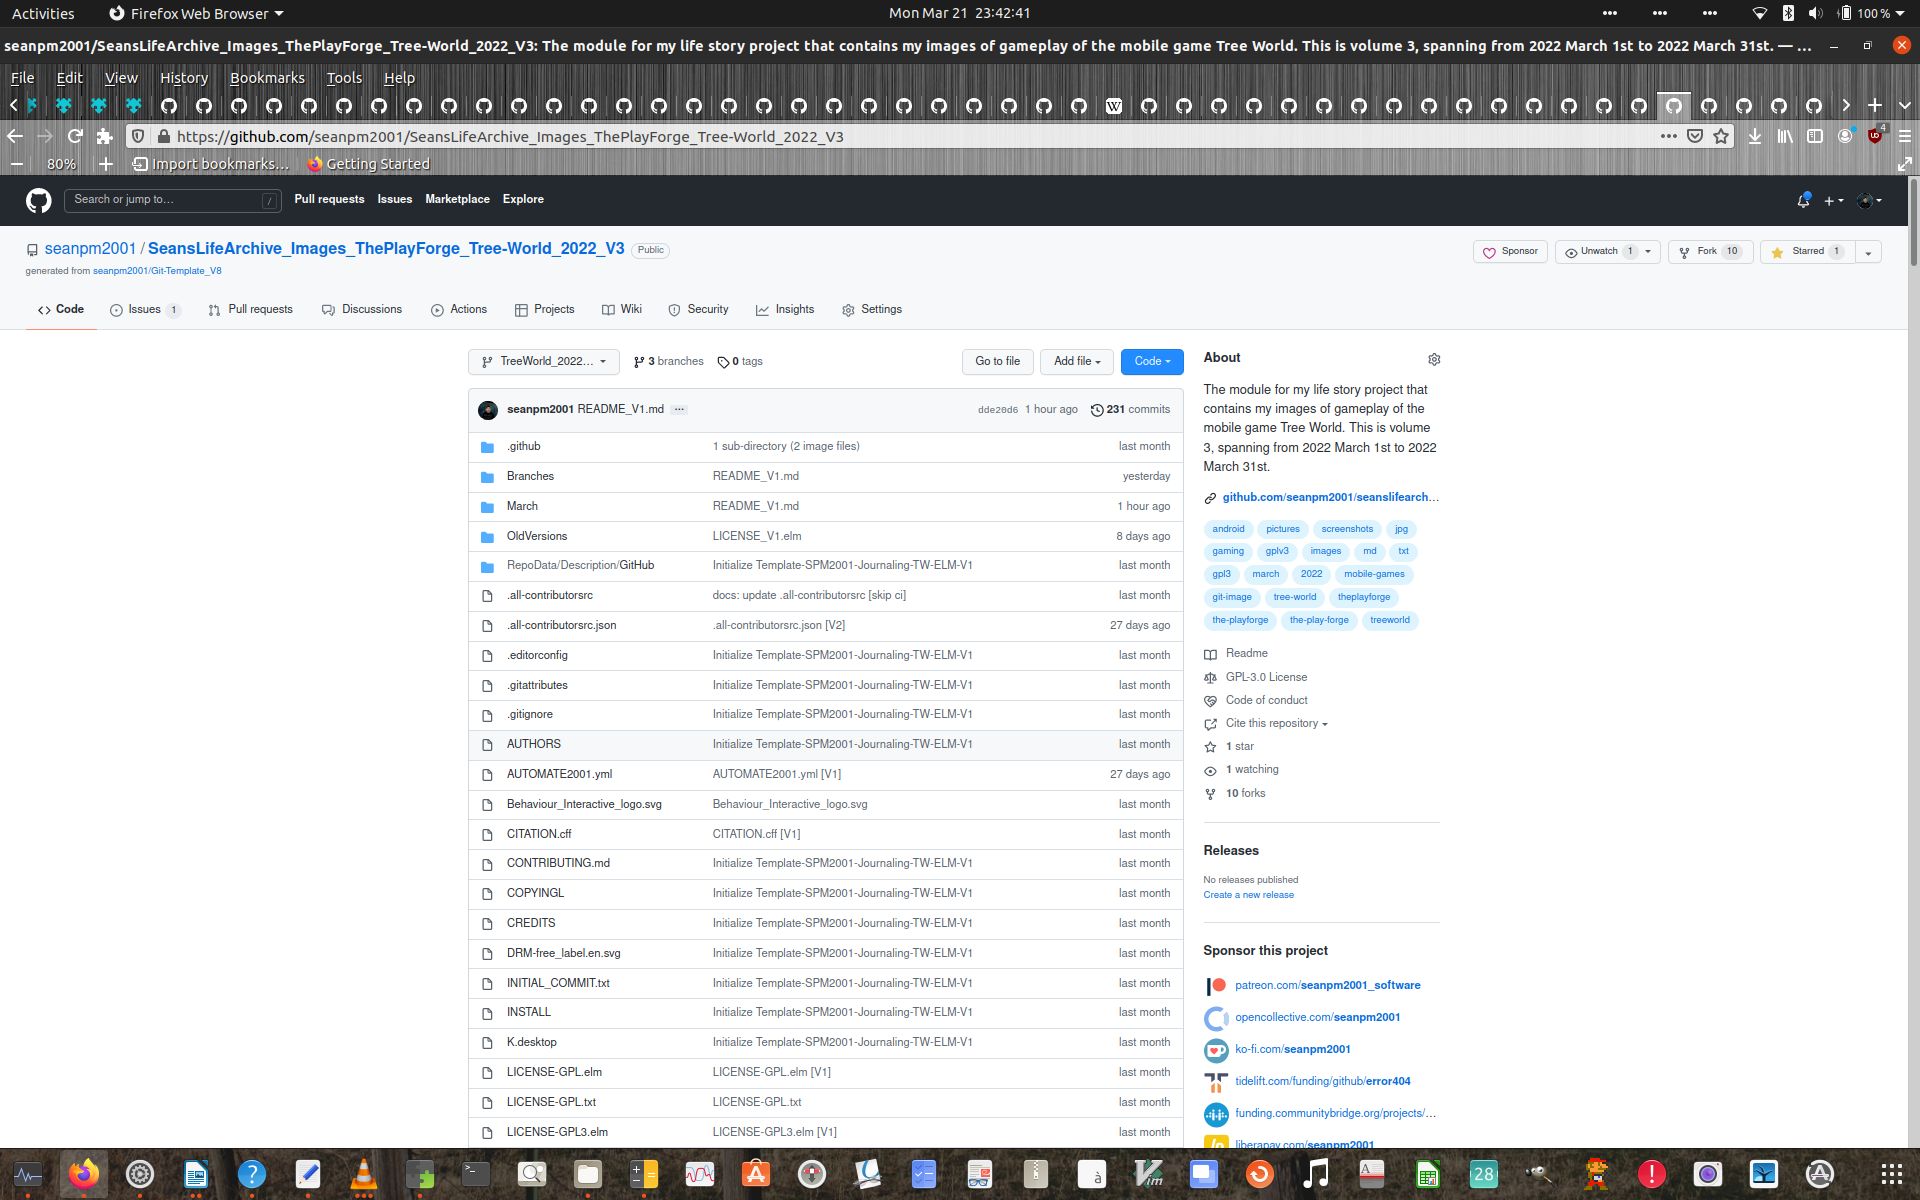 Activities
Firefox Web Browser
Mon Mar 21 23:42:41
100 %
seanpm2001/SeansLifeArchive_Images_ThePlayForge_Tree-World_2022_V3: The module for my life story project that contains my images of gameplay of the mobile game Tree World. This is volume 3, spanning from 2022 March 1st to 2022 March 31st. — ...
File Edit View History Bookmarks Tools Help
https://github.com/seanpm2001/SeansLifeArchive_Images_ThePlayForge_Tree-World_2022_V3
4
80%
Import bookmarks...
Getting Started
Search or jump to...
/
Pull requests Issues Marketplace Explore
seanpm2001 / SeansLifeArchive_Images_ThePlayForge_Tree-World_2022_V3 Public
generated from seanpm2001/Git-Template_V8
Sponsor
Unwatch 1
Fork 10
Starred 1
Code
Issues 1
Pull requests
Discussions
Actions
Projects
Wiki
Security
Insights
Settings
TreeWorld_2022...
3 branches
0 tags
Go to file
Add file
Code
seanpm2001 README_V1.md ...
dde20d6 1 hour ago 231 commits
.github 1 sub-directory (2 image files) last month
Branches README_V1.md yesterday
March README_V1.md 1 hour ago
OldVersions LICENSE_V1.elm 8 days ago
RepoData/Description/GitHub Initialize Template-SPM2001-Journaling-TW-ELM-V1 last month
.all-contributorsrc docs: update .all-contributorsrc [skip ci] last month
.all-contributorsrc.json .all-contributorsrc.json [V2] 27 days ago
.editorconfig Initialize Template-SPM2001-Journaling-TW-ELM-V1 last month
.gitattributes Initialize Template-SPM2001-Journaling-TW-ELM-V1 last month
.gitignore Initialize Template-SPM2001-Journaling-TW-ELM-V1 last month
AUTHORS Initialize Template-SPM2001-Journaling-TW-ELM-V1 last month
AUTOMATE2001.yml AUTOMATE2001.yml [V1] 27 days ago
Behaviour_Interactive_logo.svg Behaviour_Interactive_logo.svg last month
CITATION.cff CITATION.cff [V1] last month
CONTRIBUTING.md Initialize Template-SPM2001-Journaling-TW-ELM-V1 last month
COPYINGL Initialize Template-SPM2001-Journaling-TW-ELM-V1 last month
CREDITS Initialize Template-SPM2001-Journaling-TW-ELM-V1 last month
DRM-free_label.en.svg Initialize Template-SPM2001-Journaling-TW-ELM-V1 last month
INITIAL_COMMIT.txt Initialize Template-SPM2001-Journaling-TW-ELM-V1 last month
INSTALL Initialize Template-SPM2001-Journaling-TW-ELM-V1 last month
K.desktop Initialize Template-SPM2001-Journaling-TW-ELM-V1 last month
LICENSE-GPL.elm LICENSE-GPL.elm [V1] last month
LICENSE-GPL.txt LICENSE-GPL.txt last month
LICENSE-GPL3.elm LICENSE-GPL3.elm [V1] last month
About
The module for my life story project that
contains my images of gameplay of the
mobile game Tree World. This is volume
3, spanning from 2022 March 1st to 2022
March 31st.
github.com/seanpm2001/seanslifearch...
android pictures screenshots jpg
gaming gplv3 images md txt
gpl3 march 2022 mobile-games
git-image tree-world theplayforge
the-playforge the-play-forge treeworld
Readme
GPL-3.0 License
Code of conduct
Cite this repository
1 star
1 watching
10 forks
Releases
No releases published
Create a new release
Sponsor this project
patreon.com/seanpm2001_software
opencollective.com/seanpm2001
ko-fi.com/seanpm2001
tidelift.com/funding/github/error404
funding.communitybridge.org/projects/...
liberapay.com/seanpm2001
28